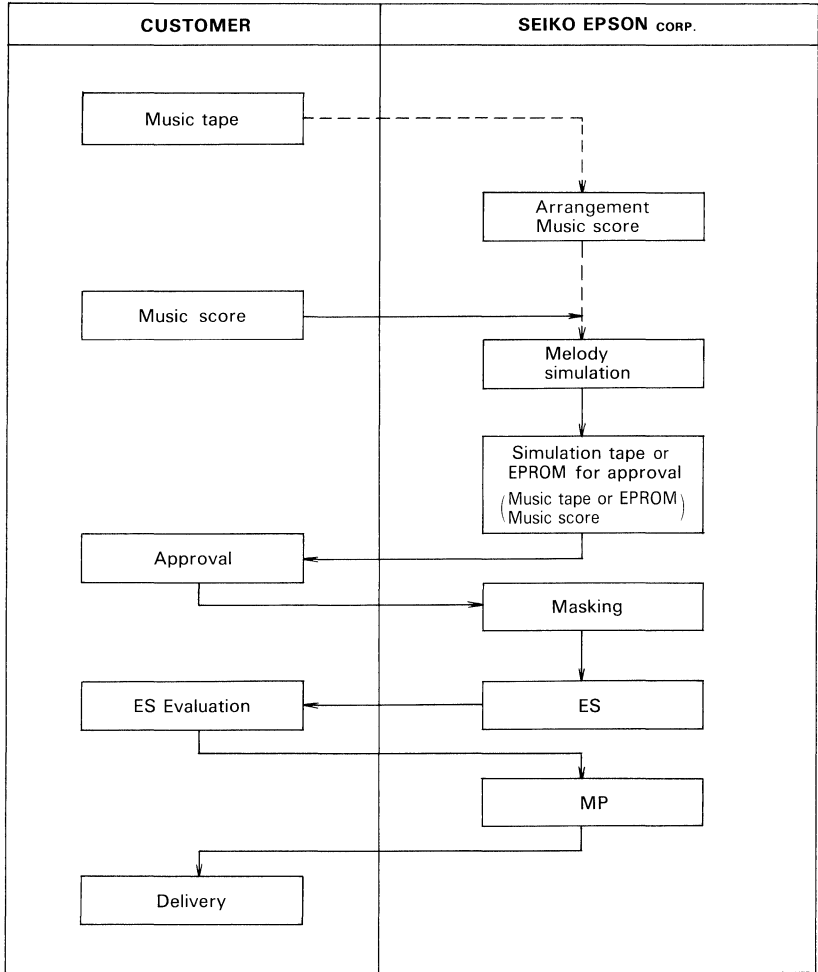 CUSTOMER
SEIKO EPSON CORP.
Music tape
Arrangement
Music score
Music score
Melody
simulation
Simulation tape or
EPROM for approval
(Music tape or EPROM
Music score)
Approval
Masking
ES Evaluation
ES
MP
Delivery